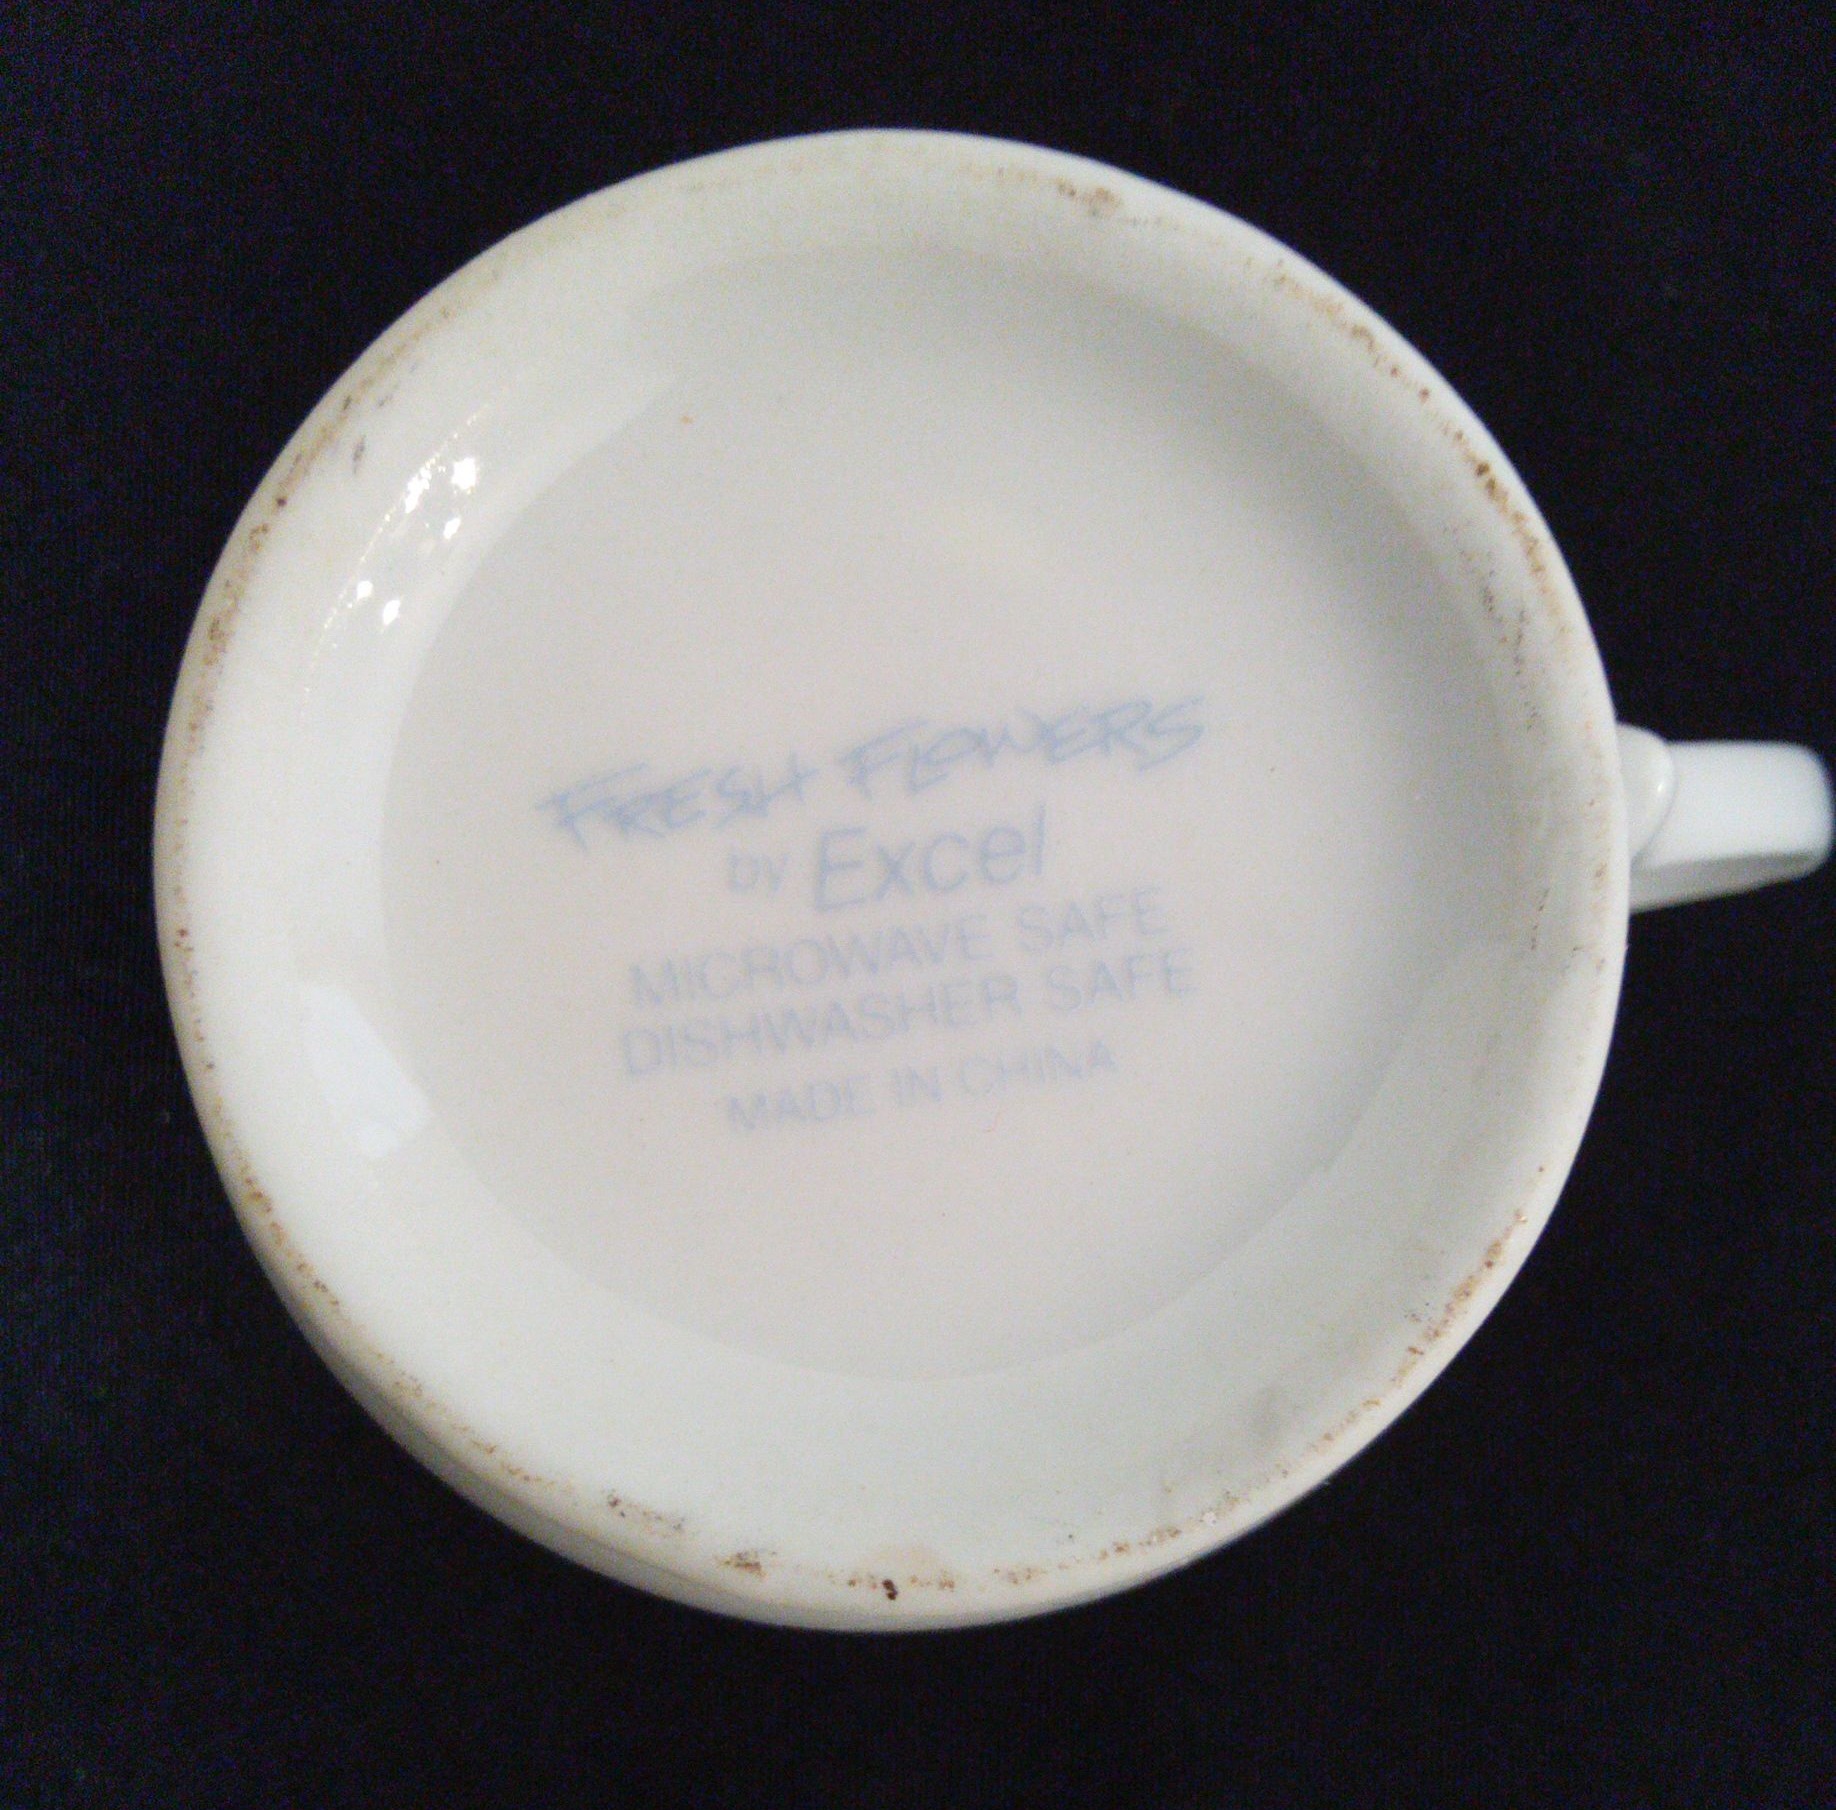 FRESH FLOWERS
by Excel
MICROWAVE SAFE
DISHWASHER SAFE
MADE IN CHINA